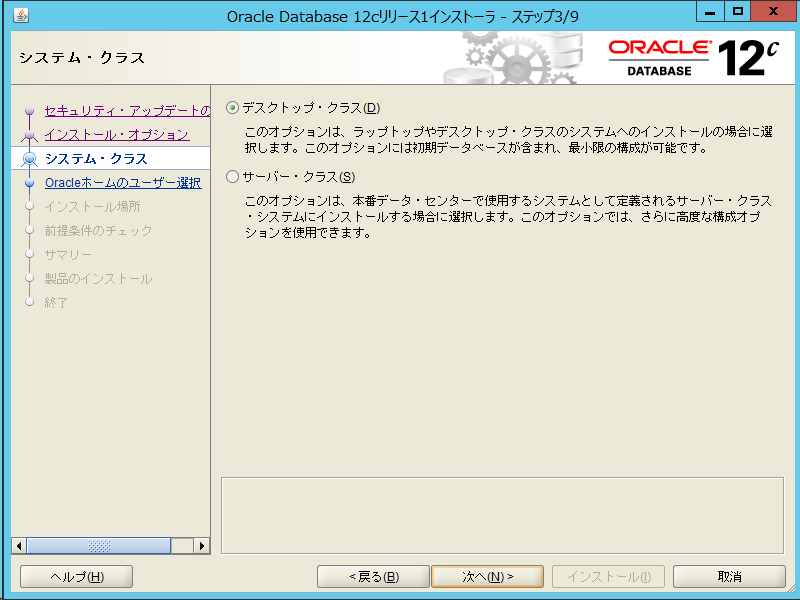 Oracle Database 12cリリース1インストーラ - ステップ3/9
システム・クラス
ORACLE
DATABASE
12c
セキュリティ・アップデートの
インストール・オプション
システム・クラス
Oracleホームのユーザー選択
インストール場所
前提条件のチェック
サマリー
製品のインストール
終了
デスクトップ・クラス(D)
このオプションは、ラップトップやデスクトップ・クラスのシステムへのインストールの場合に選
択します。このオプションには初期データベースが含まれ、最小限の構成が可能です。
サーバー・クラス(S)
このオプションは、本番データ・センターで使用するシステムとして定義されるサーバー・クラス
・システムにインストールする場合に選択します。このオプションでは、さらに高度な構成オプ
ションを使用できます。
ヘルプ(H)
<戻る(B)
次へ(N)>
インストール(I)
取消